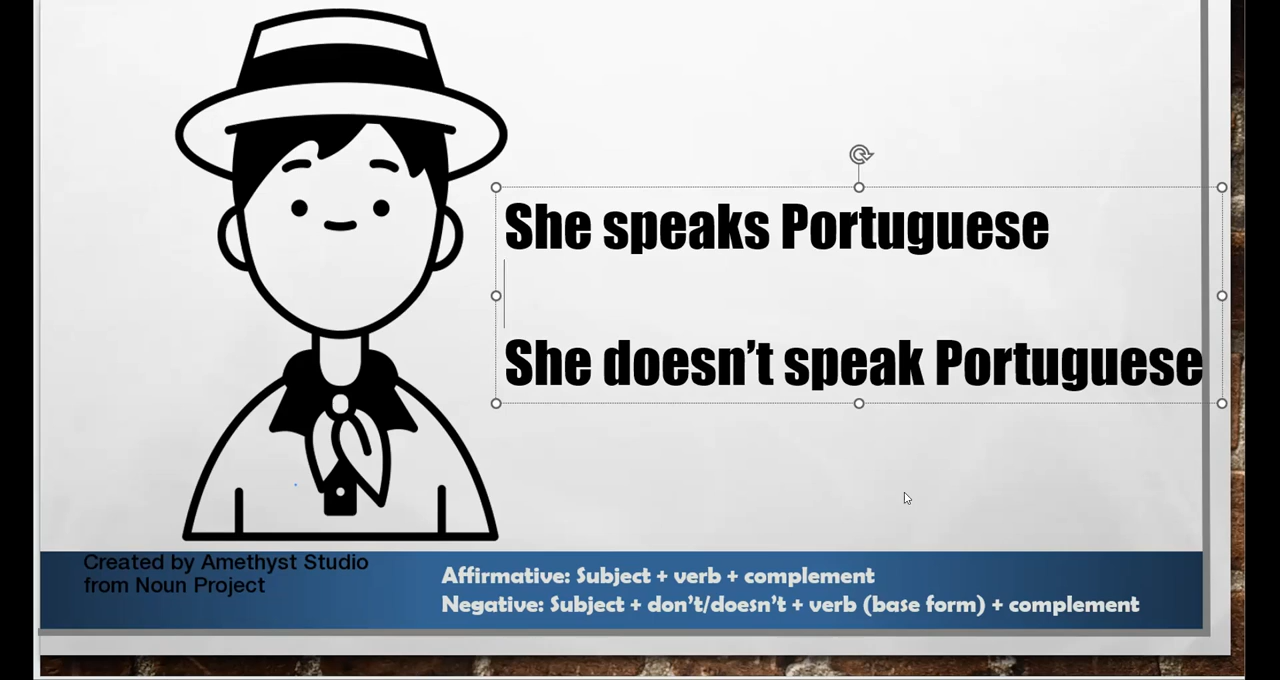 She speaks Portuguese
She doesn’t speak Portuguese
Created by Amethyst Studio
from Noun Project
Affirmative: Subject + verb + complement
Negative: Subject + don’t/doesn’t + verb (base form) + complement